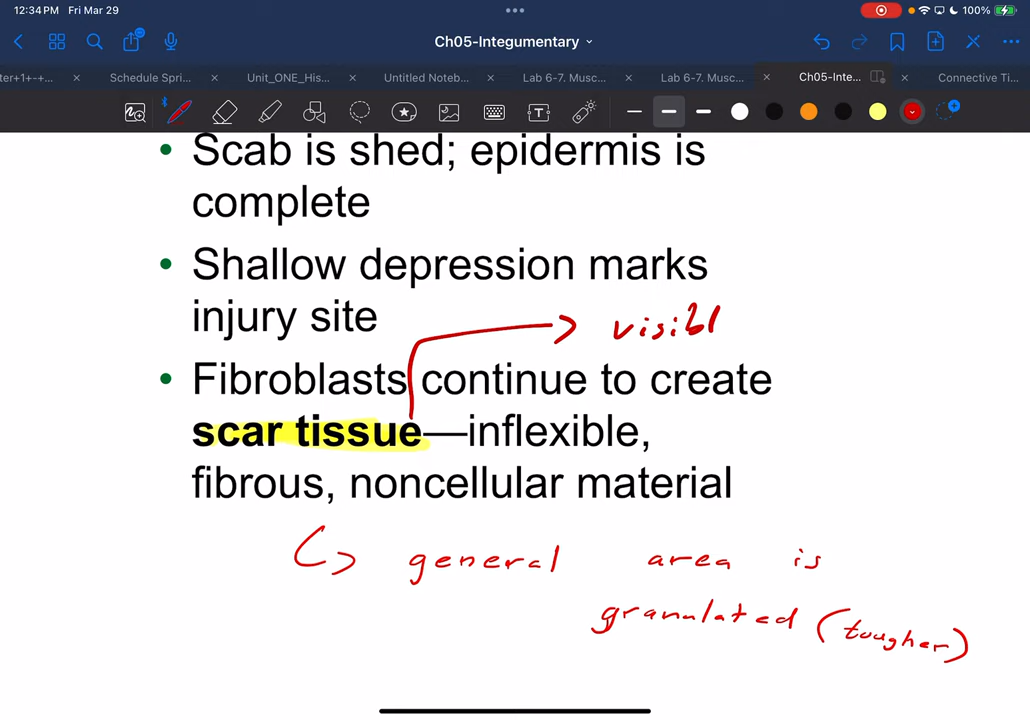 12:34 PM Fri Mar 29
100%
Ch05-Integumentary
ter+1+-+...
Schedule Spri...
Unit_ONE_His...
Untitled Noteb...
Lab 6-7. Musc...
Lab 6-7. Musc...
Ch05-Inte...
Connective Ti...
• Scab is shed; epidermis is
complete
• Shallow depression marks
injury site
visibl
• Fibroblasts continue to create
scar tissue—inflexible,
fibrous, noncellular material
general area is
granulated (tougher)